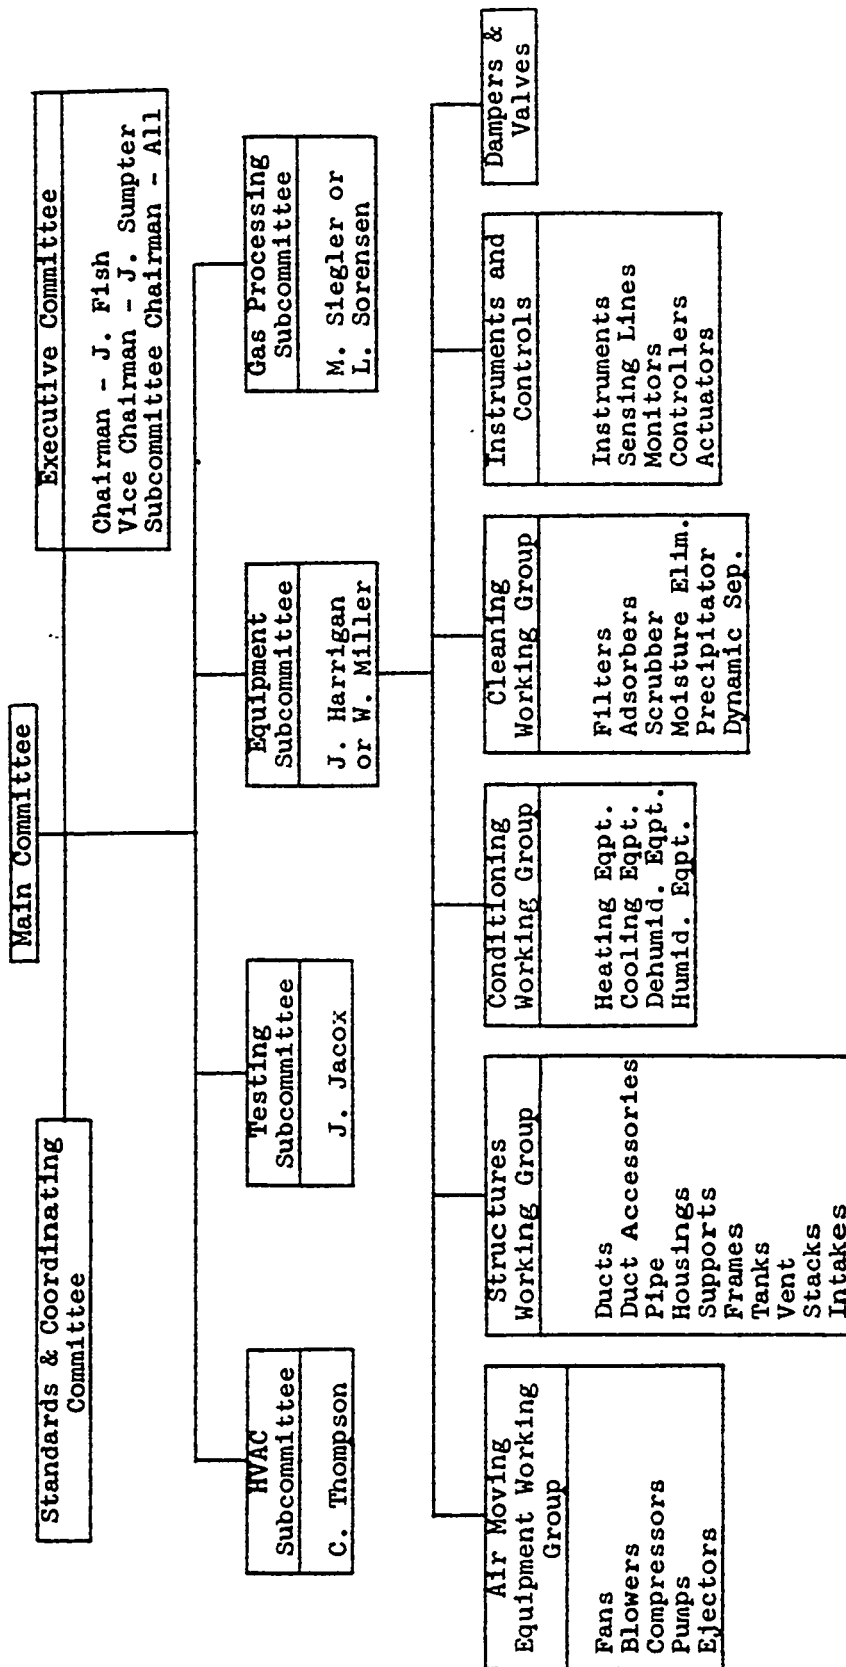 Main Committee
Standards & Coordinating
Committee
Executive Committee
Chairman - J. Fish
Vice Chairman - J. Sumpter
Subcommittee Chairman - All
HVAC
Subcommittee
C. Thompson
Testing
Subcommittee
J. Jacox
Equipment
Subcommittee
J. Harrigan
or W. Miller
Gas Processing
Subcommittee
M. Siegler or
L. Sorensen
Air Moving
Equipment Working
Group
Fans
Blowers
Compressors
Pumps
Ejectors
Structures
Working Group
Ducts
Duct Accessories
Pipe
Housings
Supports
Frames
Tanks
Vent
Stacks
Intakes
Conditioning
Working Group
Heating Eqpt.
Cooling Eqpt.
Dehumid. Eqpt.
Humid. Eqpt.
Cleaning
Working Group
Filters
Adsorbers
Scrubber
Moisture Elim.
Precipitator
Dynamic Sep.
Instruments and
Controls
Instruments
Sensing Lines
Monitors
Controllers
Actuators
Dampers &
Valves